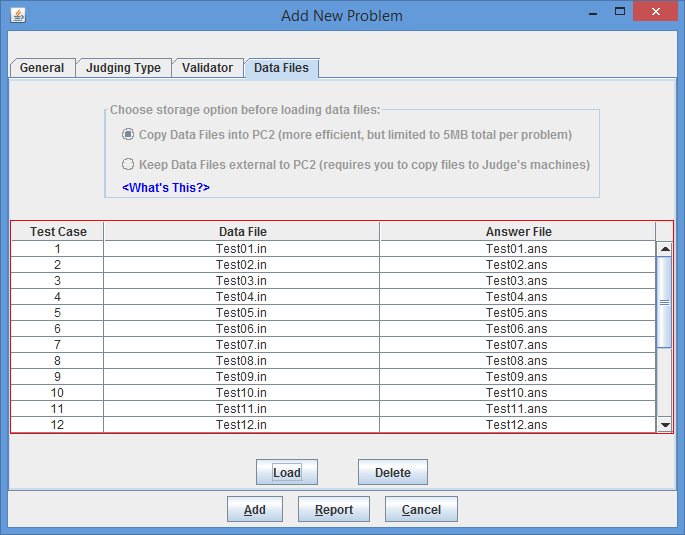 Add New Problem
General Judging Type Validator Data Files
Choose storage option before loading data files:
Copy Data Files into PC2 (more efficient, but limited to 5MB total per problem)
Keep Data Files external to PC2 (requires you to copy files to Judge's machines)
<What's This?>
Test Case Data File Answer File
1 Test01.in Test01.ans
2 Test02.in Test02.ans
3 Test03.in Test03.ans
4 Test04.in Test04.ans
5 Test05.in Test05.ans
6 Test06.in Test06.ans
7 Test07.in Test07.ans
8 Test08.in Test08.ans
9 Test09.in Test09.ans
10 Test10.in Test10.ans
11 Test11.in Test11.ans
12 Test12.in Test12.ans
Load Delete
Add Report Cancel